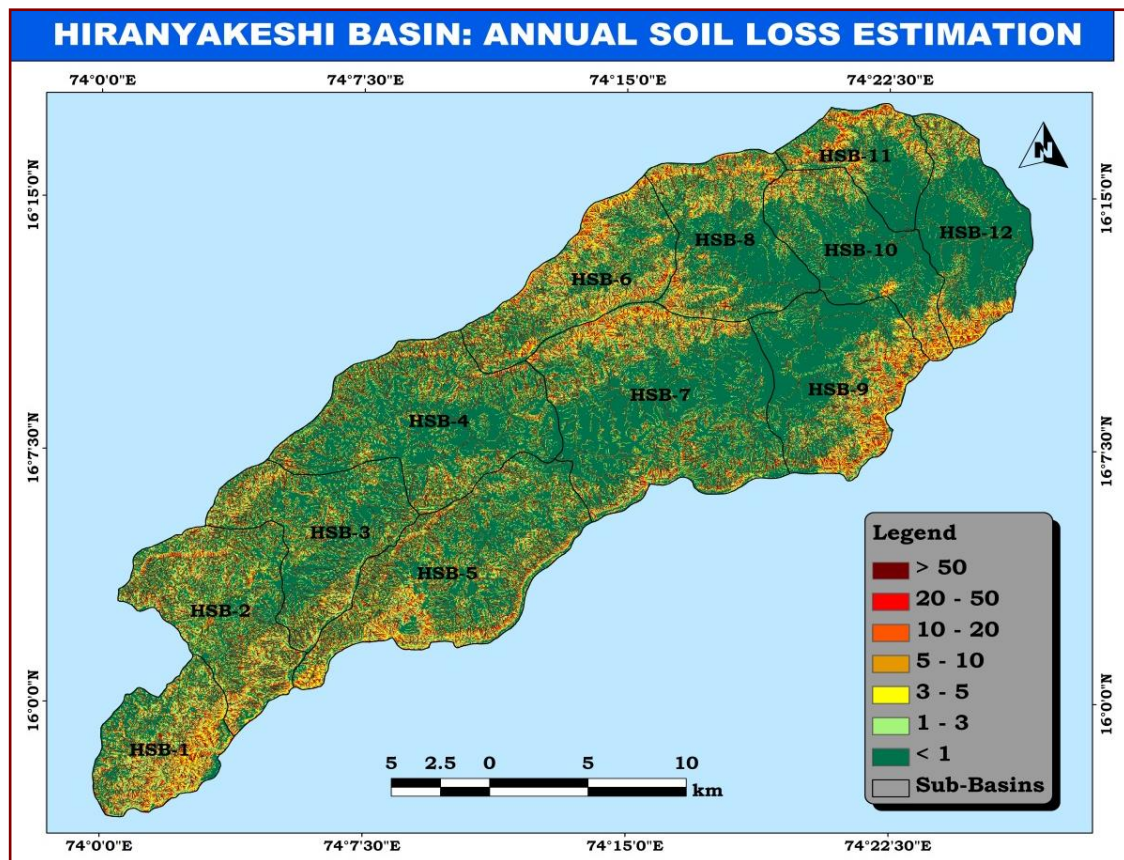 HIRANYAKESHI BASIN: ANNUAL SOIL LOSS ESTIMATION
74°0'0"E 74°7'30"E 74°15'0"E 74°22'30"E
N
HSB-11
16°15'0"N 16°15'0"N
HSB-8 HSB-12
HSB-10
HSB-6
HSB-9
HSB-7
HSB-4
16°7'30"N 16°7'30"N
HSB-3
HSB-5
HSB-2
HSB-1
16°0'0"N 16°0'0"N
Legend
> 50
20 - 50
10 - 20
5 - 10
3 - 5
1 - 3
< 1
Sub-Basins
5 2.5 0 5 10
km
74°0'0"E 74°7'30"E 74°15'0"E 74°22'30"E